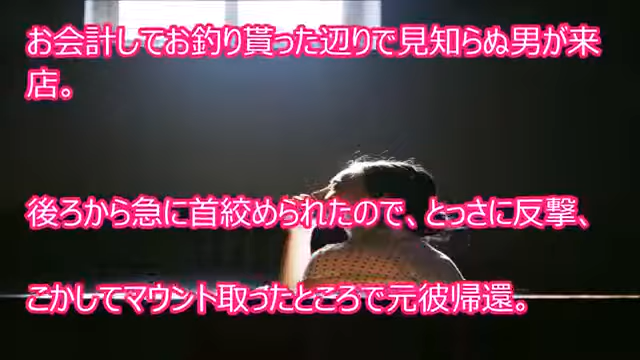 お会計してお釣り貰った辺りで見知らぬ男が来
店。
後ろから急に首絞められたので、とっさに反撃、
こかしてマウント取ったところで元彼帰還。